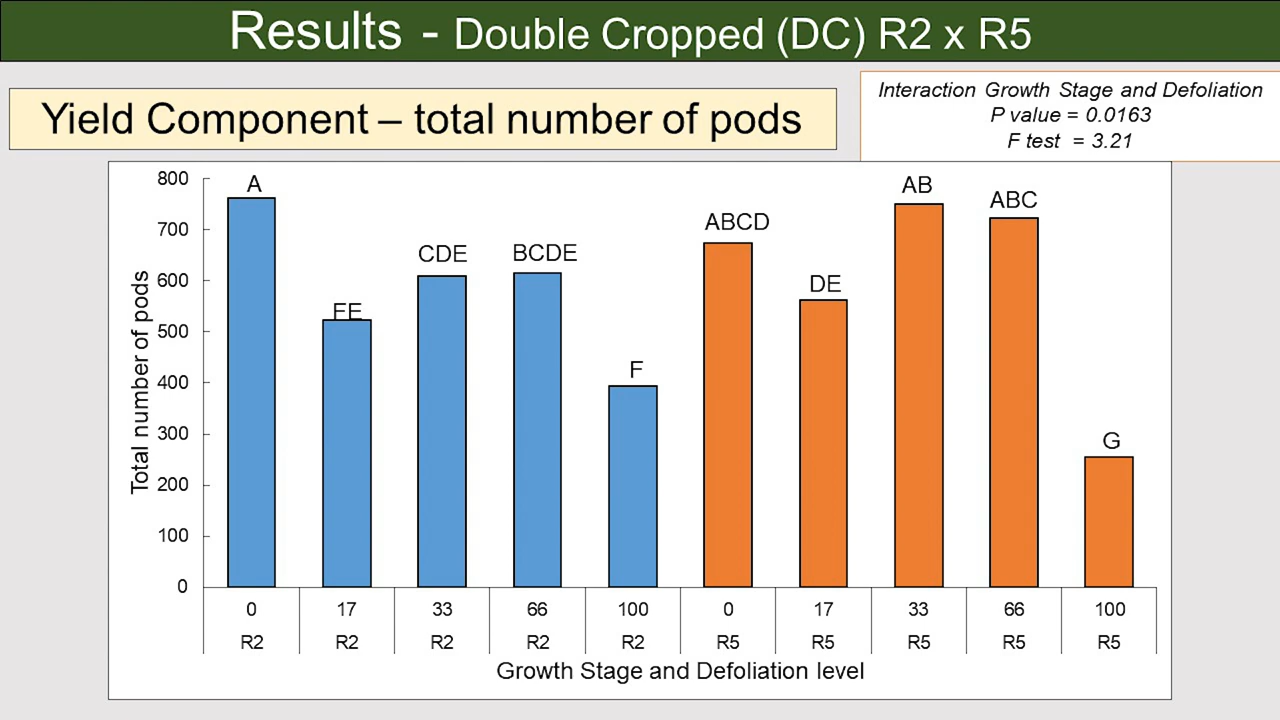 Results - Double Cropped (DC) R2 x R5
Yield Component – total number of pods
Interaction Growth Stage and Defoliation
P value = 0.0163
F test = 3.21
Total number of pods
800
700
600
500
400
300
200
100
0
A
FE
CDE
BCDE
F
ABCD
DE
AB
ABC
G
0 17 33 66 100 0 17 33 66 100
R2 R2 R2 R2 R2 R5 R5 R5 R5 R5
Growth Stage and Defoliation level